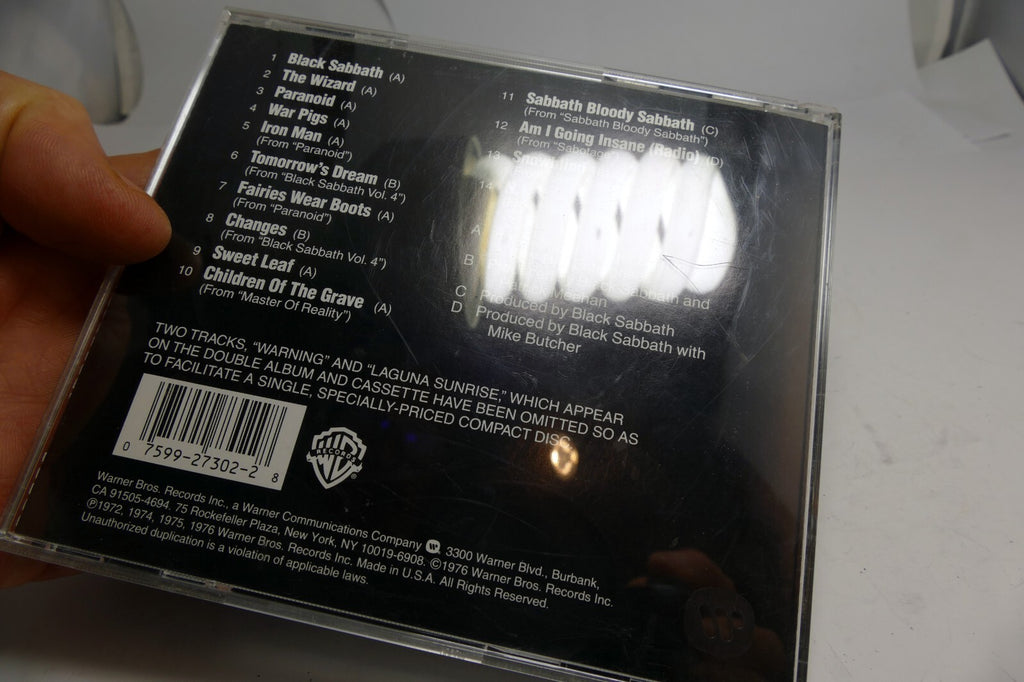 1 Black Sabbath (A)
2 The Wizard (A)
3 Paranoid (A)
4 War Pigs (A)
5 Iron Man (A)
(From "Paranoid")
6 Tomorrow's Dream (B)
(From "Black Sabbath Vol. 4")
7 Fairies Wear Boots (A)
(From "Paranoid")
8 Changes (B)
(From "Black Sabbath Vol. 4")
9 Sweet Leaf (A)
10 Children Of The Grave (A)
(From "Master Of Reality")
11 Sabbath Bloody Sabbath (C)
(From "Sabbath Bloody Sabbath")
12 Am I Going Insane (Radio) (D)
(From "Sabotage")
13
14
A
B
Sabbath and
C Produced by Black Sabbath
D Produced by Black Sabbath with
Mike Butcher
TWO TRACKS, "WARNING" AND "LAGUNA SUNRISE," WHICH APPEAR
ON THE DOUBLE ALBUM AND CASSETTE HAVE BEEN OMITTED SO AS
TO FACILITATE A SINGLE, SPECIALLY-PRICED COMPACT DISC.
0 7599-27302-2 8
WB
RECORDS
Warner Bros. Records Inc., a Warner Communications Company 3300 Warner Blvd., Burbank,
CA 91505-4694. 75 Rockefeller Plaza, New York, NY 10019-6908. ©1976 Warner Bros. Records Inc.
℗1972, 1974, 1975, 1976 Warner Bros. Records Inc. Made in U.S.A. All Rights Reserved.
Unauthorized duplication is a violation of applicable laws.